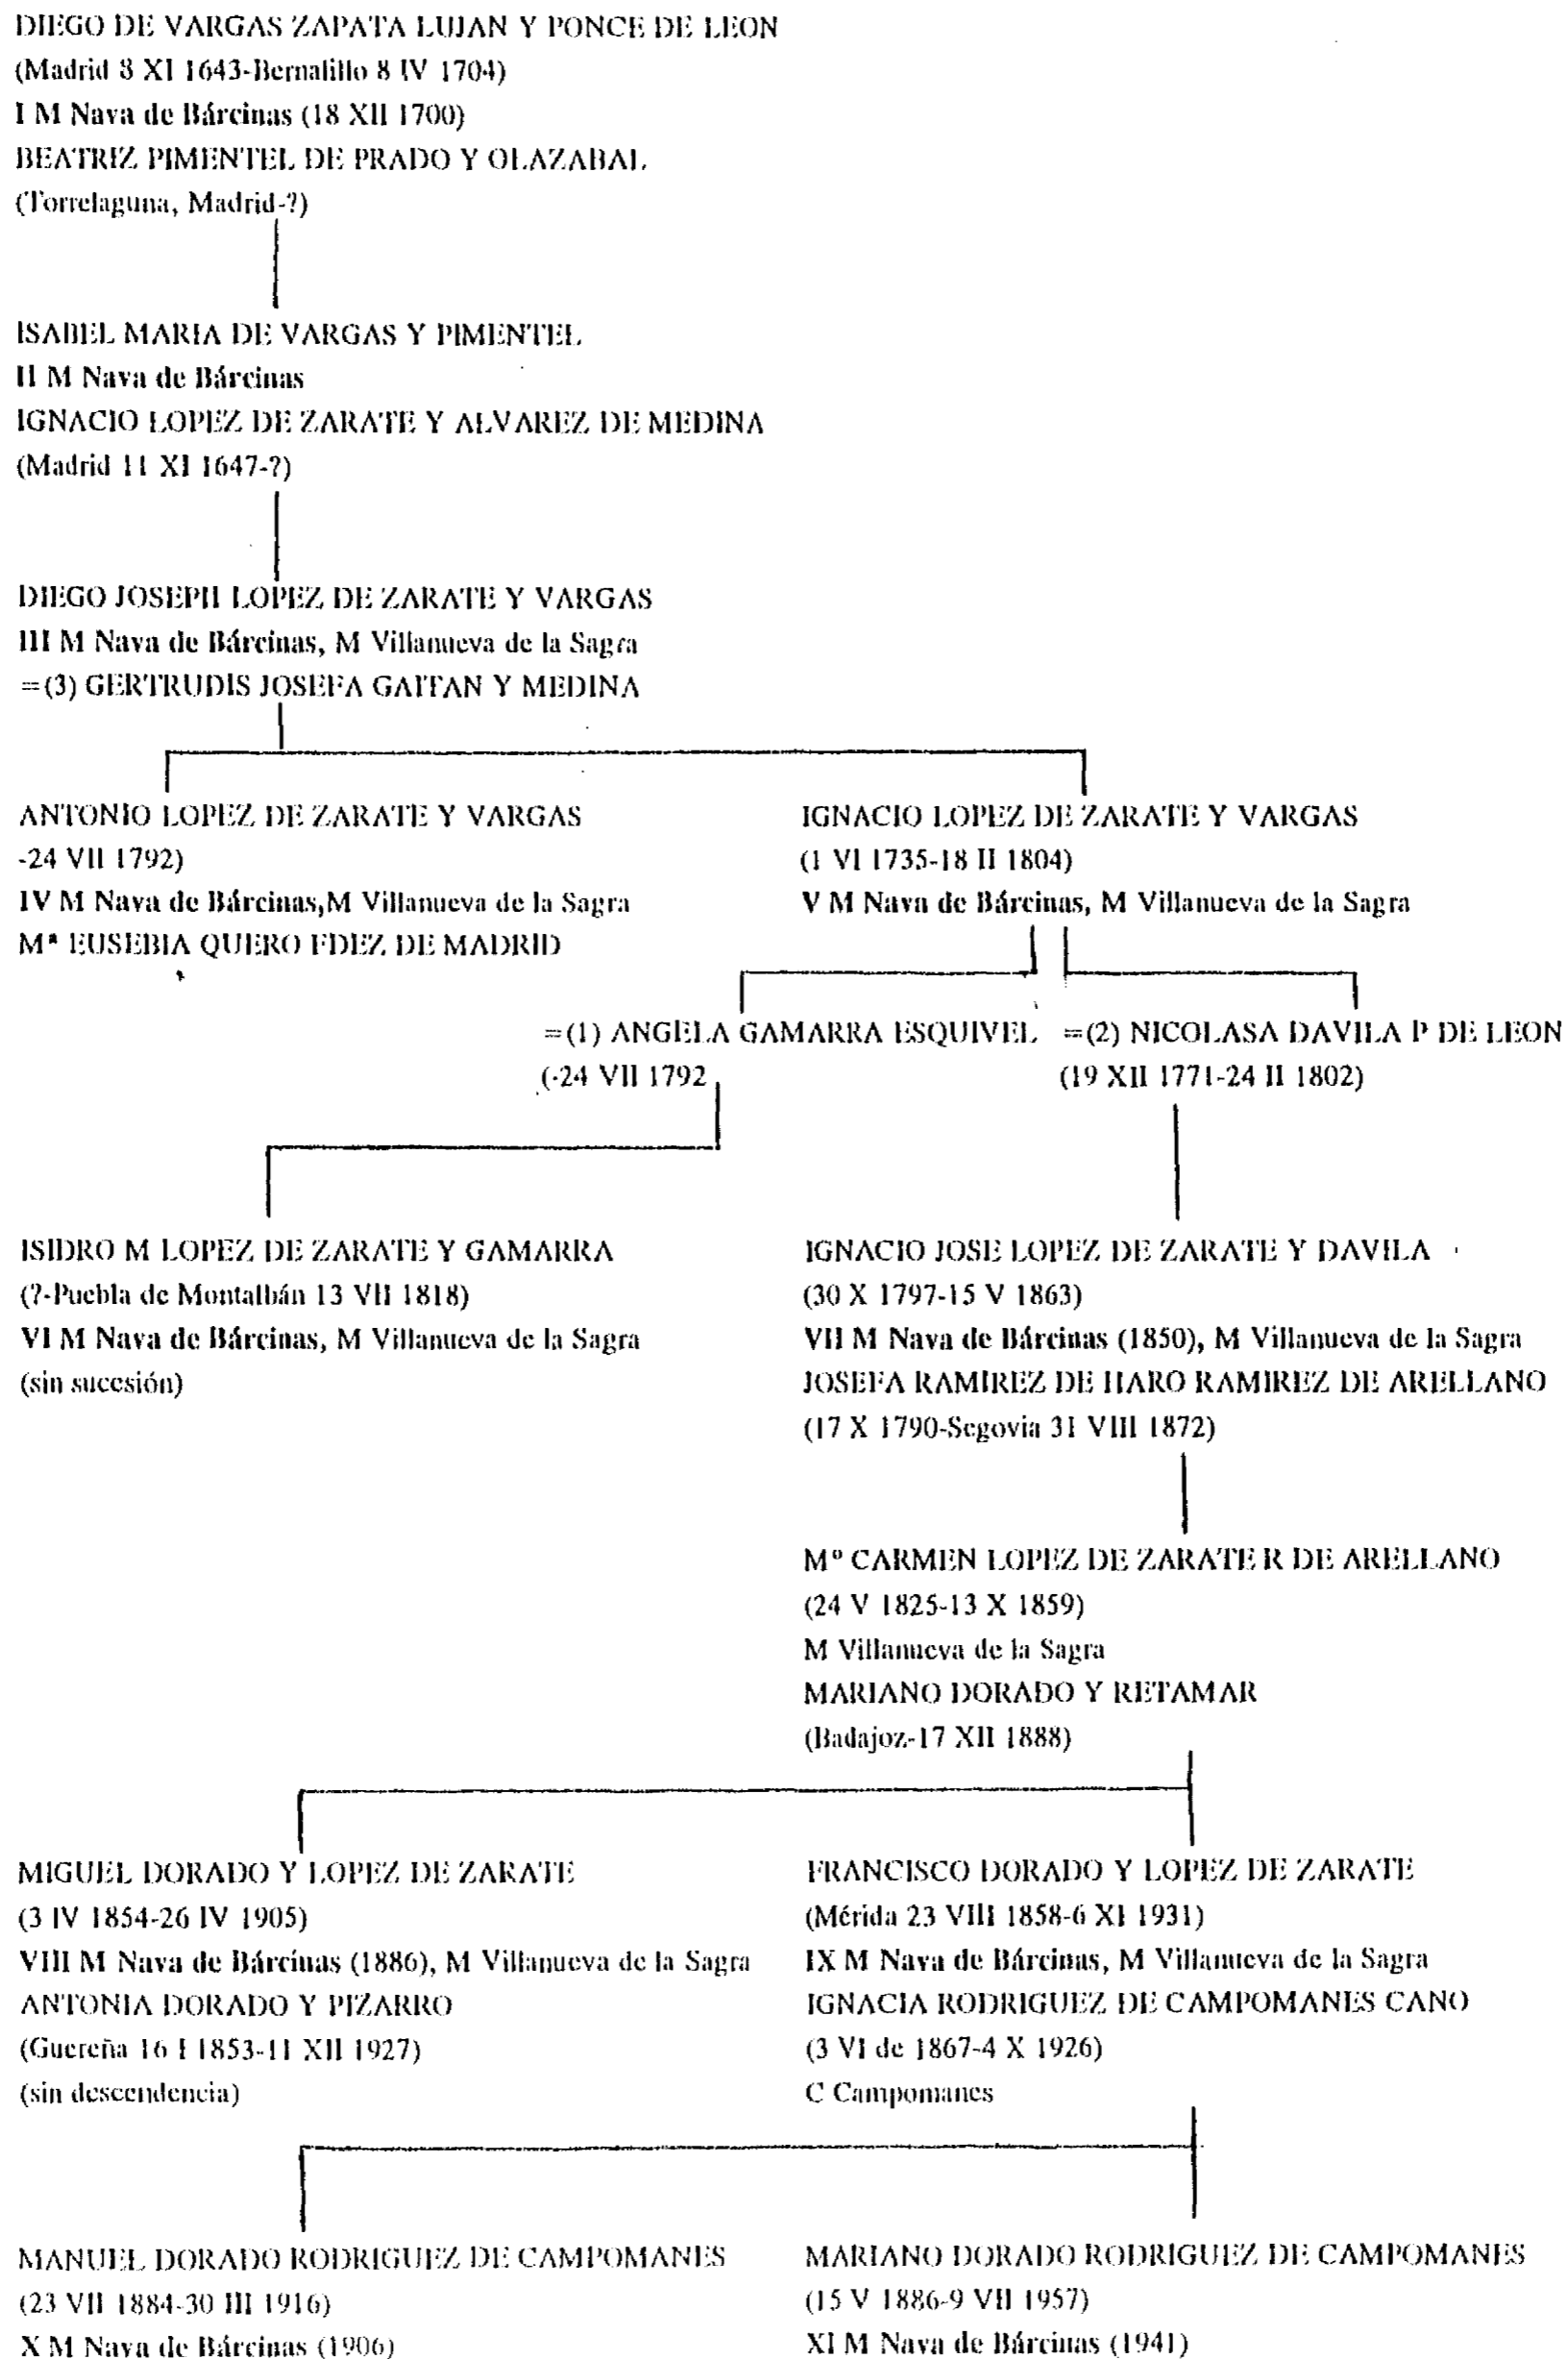 DIEGO DE VARGAS ZAPATA LUJAN Y PONCE DE LEON
(Madrid 8 XI 1643-Bernalillo 8 IV 1704)
I M Nava de Bárcinas (18 XII 1700)
BEATRIZ PIMENTEL DE PRADO Y OLAZABAL
(Torrelaguna, Madrid-?)
ISABEL MARIA DE VARGAS Y PIMENTEL
II M Nava de Bárcinas
IGNACIO LOPEZ DE ZARATE Y ALVAREZ DE MEDINA
(Madrid 11 XI 1647-?)
DIEGO JOSEPH LOPEZ DE ZARATE Y VARGAS
III M Nava de Bárcinas, M Villanueva de la Sagra
=(3) GERTRUDIS JOSEFA GAITAN Y MEDINA
ANTONIO LOPEZ DE ZARATE Y VARGAS
-24 VII 1792)
IV M Nava de Bárcinas,M Villanueva de la Sagra
Mª EUSEBIA QUERO FDEZ DE MADRID
IGNACIO LOPEZ DE ZARATE Y VARGAS
(1 VI 1735-18 II 1804)
V M Nava de Bárcinas, M Villanueva de la Sagra
=(1) ANGELA GAMARRA ESQUIVEL
(-24 VII 1792
=(2) NICOLASA DAVILA P DE LEON
(19 XII 1771-24 II 1802)
ISIDRO M LOPEZ DE ZARATE Y GAMARRA
(?-Puebla de Montalbán 13 VII 1818)
VI M Nava de Bárcinas, M Villanueva de la Sagra
(sin sucesión)
IGNACIO JOSE LOPEZ DE ZARATE Y DAVILA
(30 X 1797-15 V 1863)
VII M Nava de Bárcinas (1850), M Villanueva de la Sagra
JOSEFA RAMIREZ DE HARO RAMIREZ DE ARELLANO
(17 X 1790-Segovia 31 VIII 1872)
Mº CARMEN LOPEZ DE ZARATE R DE ARELLANO
(24 V 1825-13 X 1859)
M Villanueva de la Sagra
MARIANO DORADO Y RETAMAR
(Badajoz-17 XII 1888)
MIGUEL DORADO Y LOPEZ DE ZARATE
(3 IV 1854-26 IV 1905)
VIII M Nava de Bárcinas (1886), M Villanueva de la Sagra
ANTONIA DORADO Y PIZARRO
(Guereña 16 I 1853-11 XII 1927)
(sin descendencia)
FRANCISCO DORADO Y LOPEZ DE ZARATE
(Mérida 23 VIII 1858-6 XI 1931)
IX M Nava de Bárcinas, M Villanueva de la Sagra
IGNACIA RODRIGUEZ DE CAMPOMANES CANO
(3 VI de 1867-4 X 1926)
C Campomanes
MANUEL DORADO RODRIGUEZ DE CAMPOMANES
(23 VII 1884-30 III 1916)
X M Nava de Bárcinas (1906)
MARIANO DORADO RODRIGUEZ DE CAMPOMANES
(15 V 1886-9 VII 1957)
XI M Nava de Bárcinas (1941)